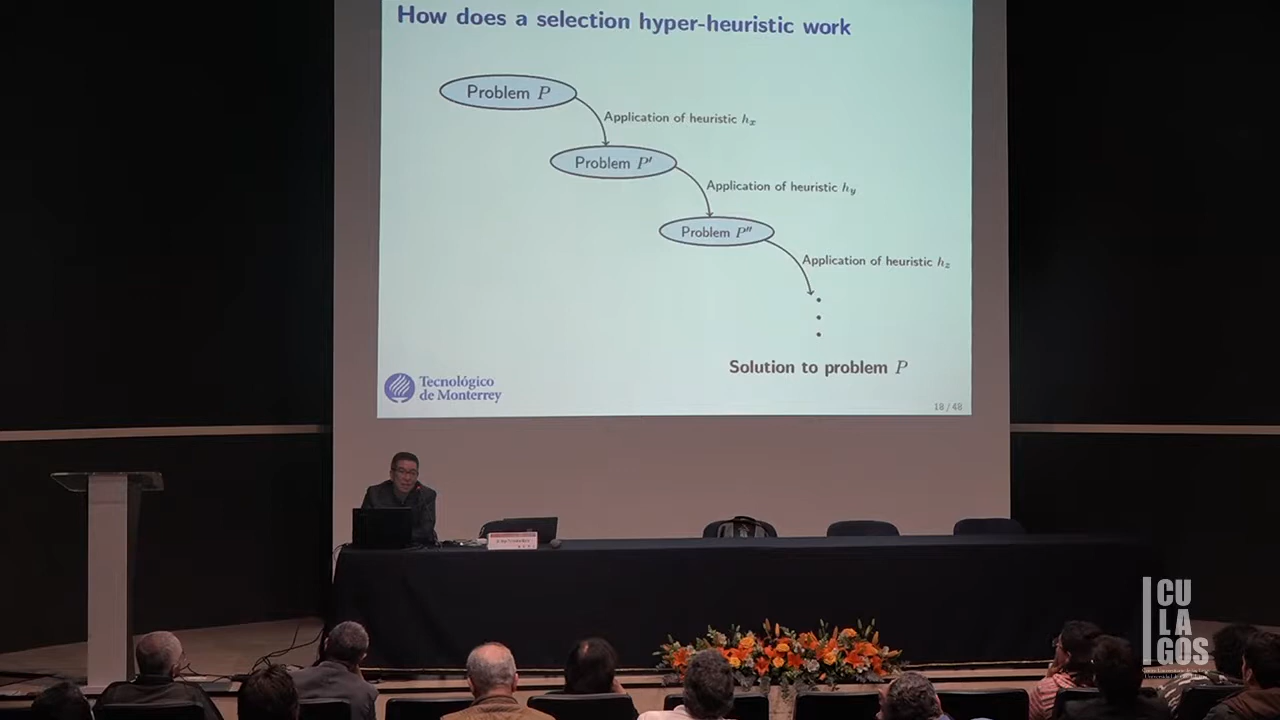 How does a selection hyper-heuristic work
Problem P
Application of heuristic hₓ
Problem P′
Application of heuristic h_y
Problem P″
Application of heuristic h_z
Solution to problem P
Tecnológico
de Monterrey
18 / 48
CU
LA
GOS